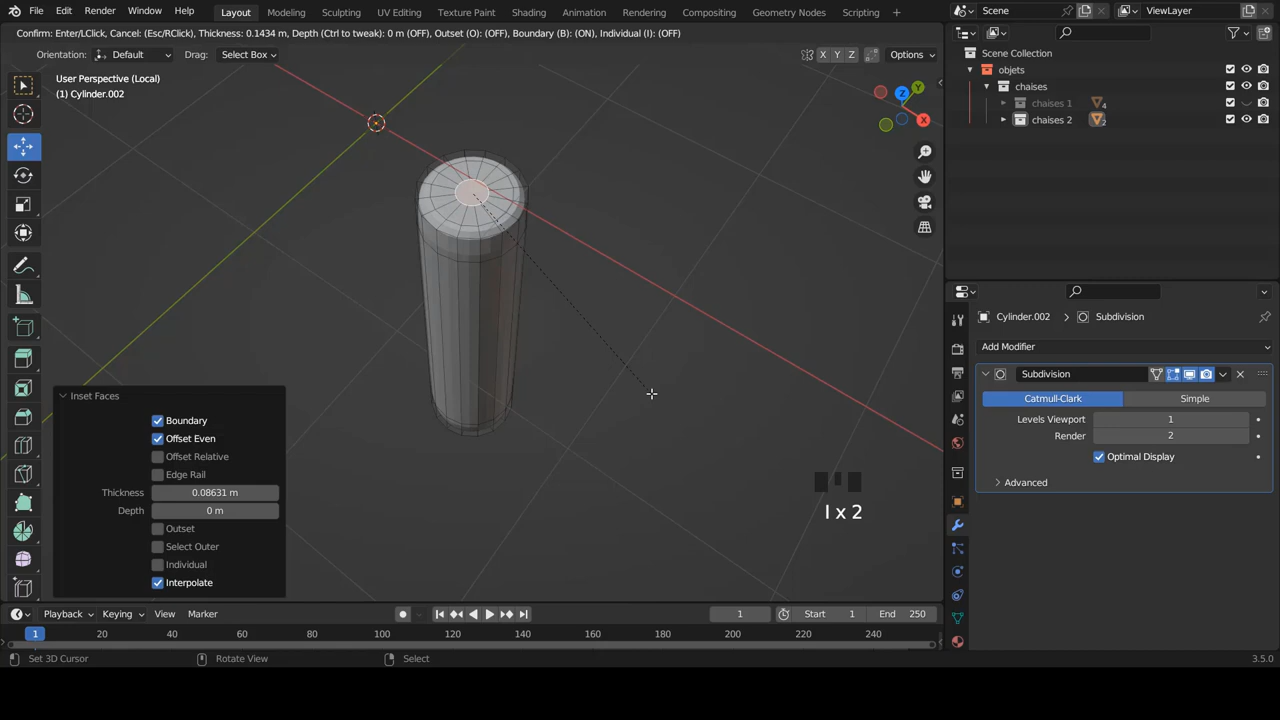 File Edit Render Window Help Layout Modeling Sculpting UV Editing Texture Paint Shading Animation Rendering Compositing Geometry Nodes Scripting + Scene ViewLayer
Confirm: Enter/LClick, Cancel: (Esc/RClick), Thickness: 0.1434 m, Depth (Ctrl to tweak): 0 m (OFF), Outset (O): (OFF), Boundary (B): (ON), Individual (I): (OFF)
Orientation: Default Drag: Select Box X Y Z Options
User Perspective (Local)
(1) Cylinder.002
Z
Y
X
Scene Collection
objets
chaises
chaises 1 4
chaises 2 2
Cylinder.002 > Subdivision
Add Modifier
Subdivision
Catmull-Clark Simple
Levels Viewport 1
Render 2
Optimal Display
Advanced
Inset Faces
Boundary
Offset Even
Offset Relative
Edge Rail
Thickness 0.08631 m
Depth 0 m
Outset
Select Outer
Individual
Interpolate
I x 2
Playback Keying View Marker 1 Start 1 End 250
1 20 40 60 80 100 120 140 160 180 200 220 240
Set 3D Cursor Rotate View Select 3.5.0